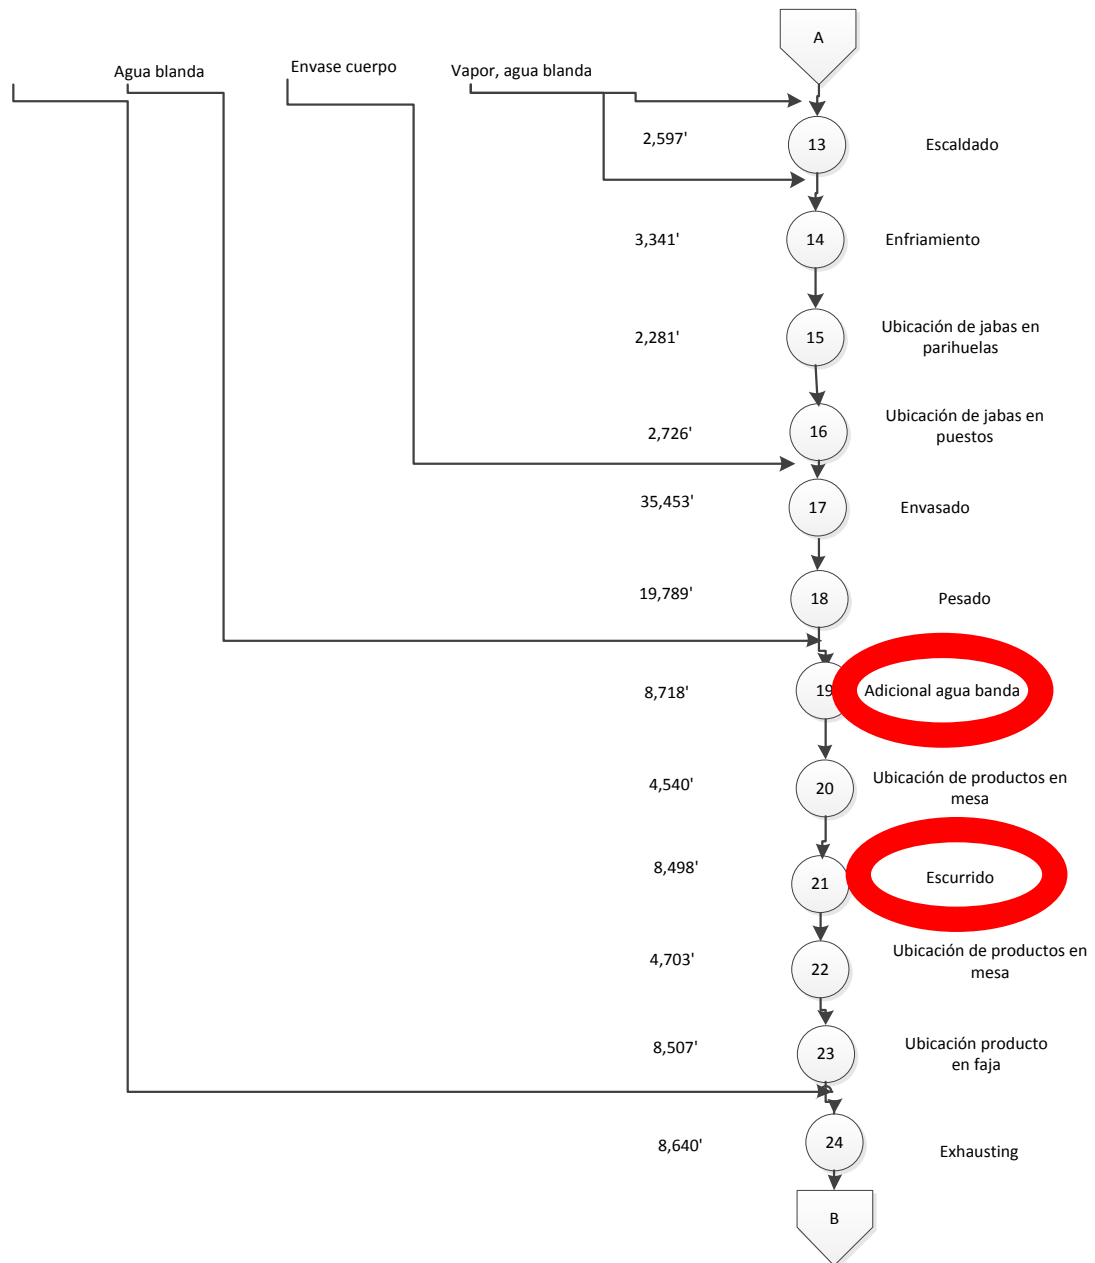 A
Agua blanda
Envase cuerpo
Vapor, agua blanda
2,597'
13
Escaldado
3,341'
14
Enfriamiento
2,281'
15
Ubicación de jabas en
parihuelas
2,726'
16
Ubicación de jabas en
puestos
35,453'
17
Envasado
19,789'
18
Pesado
8,718'
19
Adicional agua banda
4,540'
20
Ubicación de productos en
mesa
8,498'
21
Escurrido
4,703'
22
Ubicación de productos en
mesa
8,507'
23
Ubicación producto
en faja
8,640'
24
Exhausting
B